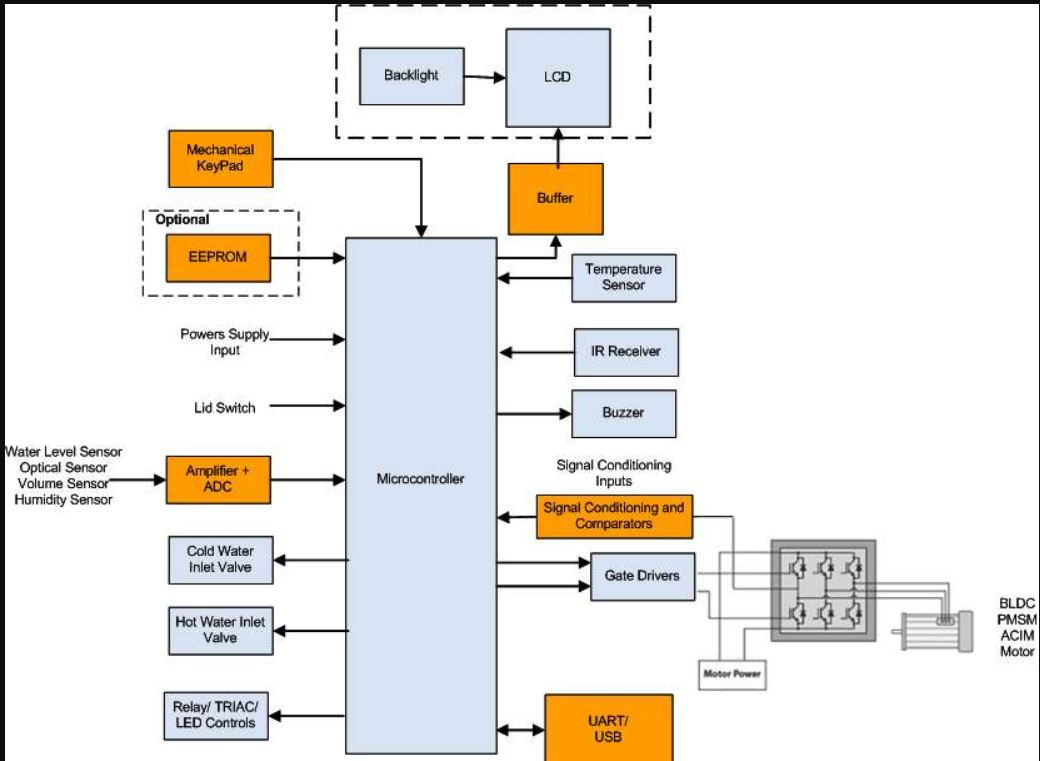 Backlight
LCD
Mechanical
KeyPad
Buffer
Optional
EEPROM
Temperature
Sensor
Powers Supply
Input
IR Receiver
Lid Switch
Buzzer
Water Level Sensor
Optical Sensor
Volume Sensor
Humidity Sensor
Amplifier +
ADC
Microcontroller
Signal Conditioning
Inputs
Signal Conditioning and
Comparators
Cold Water
Inlet Valve
Gate Drivers
Hot Water Inlet
Valve
BLDC
PMSM
ACIM
Motor
Motor Power
Relay/ TRIAC/
LED Controls
UART/
USB